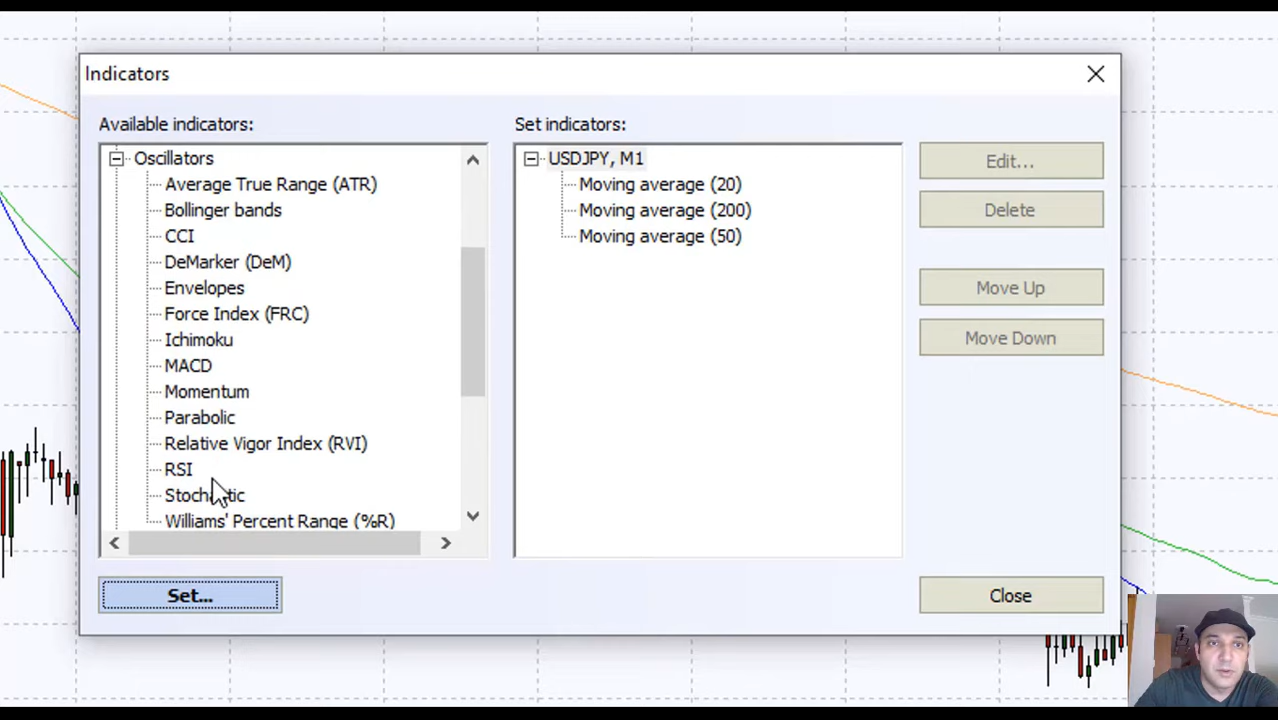 Indicators
Available indicators:
Set indicators:
Oscillators
Average True Range (ATR)
Bollinger bands
CCI
DeMarker (DeM)
Envelopes
Force Index (FRC)
Ichimoku
MACD
Momentum
Parabolic
Relative Vigor Index (RVI)
RSI
Stochastic
Williams' Percent Range (%R)
USDJPY, M1
Moving average (20)
Moving average (200)
Moving average (50)
Edit...
Delete
Move Up
Move Down
Set...
Close